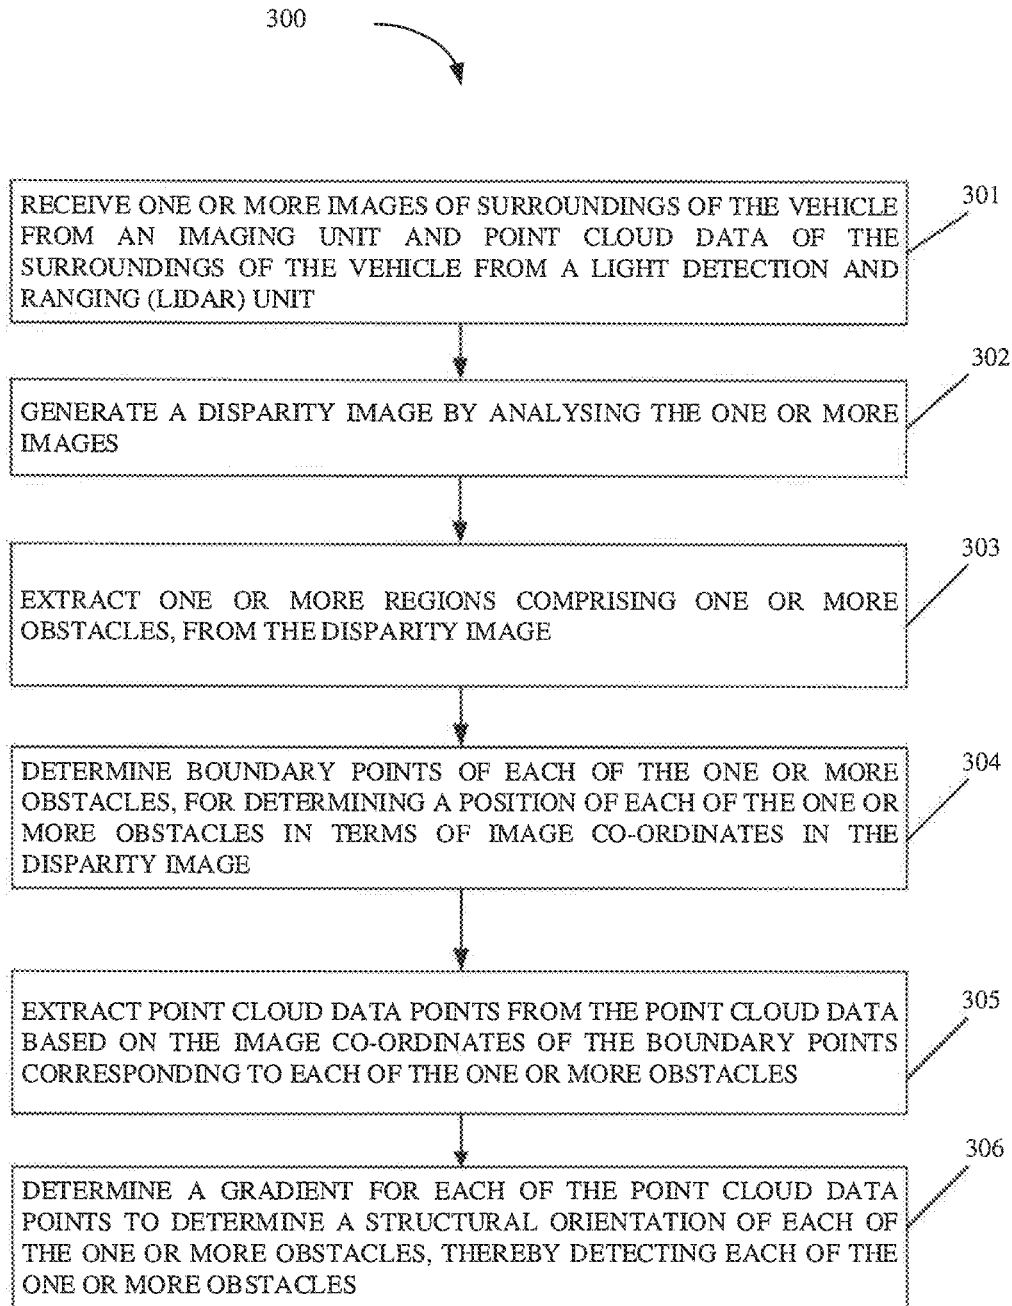 300
301
RECEIVE ONE OR MORE IMAGES OF SURROUNDINGS OF THE VEHICLE
FROM AN IMAGING UNIT AND POINT CLOUD DATA OF THE
SURROUNDINGS OF THE VEHICLE FROM A LIGHT DETECTION AND
RANGING (LIDAR) UNIT
302
GENERATE A DISPARITY IMAGE BY ANALYSING THE ONE OR MORE
IMAGES
303
EXTRACT ONE OR MORE REGIONS COMPRISING ONE OR MORE
OBSTACLES, FROM THE DISPARITY IMAGE
304
DETERMINE BOUNDARY POINTS OF EACH OF THE ONE OR MORE
OBSTACLES, FOR DETERMINING A POSITION OF EACH OF THE ONE OR
MORE OBSTACLES IN TERMS OF IMAGE CO-ORDINATES IN THE
DISPARITY IMAGE
305
EXTRACT POINT CLOUD DATA POINTS FROM THE POINT CLOUD DATA
BASED ON THE IMAGE CO-ORDINATES OF THE BOUNDARY POINTS
CORRESPONDING TO EACH OF THE ONE OR MORE OBSTACLES
306
DETERMINE A GRADIENT FOR EACH OF THE POINT CLOUD DATA
POINTS TO DETERMINE A STRUCTURAL ORIENTATION OF EACH OF
THE ONE OR MORE OBSTACLES, THEREBY DETECTING EACH OF THE
ONE OR MORE OBSTACLES